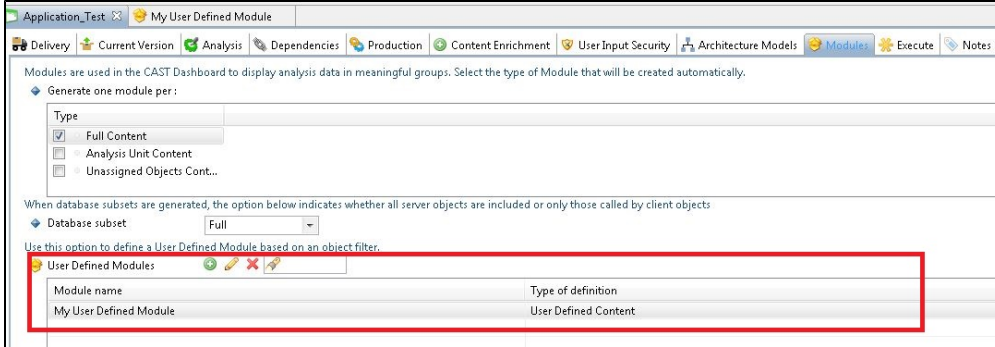 Application_Test My User Defined Module
Delivery Current Version Analysis Dependencies Production Content Enrichment User Input Security Architecture Models Modules Execute Notes
Modules are used in the CAST Dashboard to display analysis data in meaningful groups. Select the type of Module that will be created automatically.
Generate one module per :
Type
Full Content
Analysis Unit Content
Unassigned Objects Cont...
When database subsets are generated, the option below indicates whether all server objects are included or only those called by client objects
Database subset Full
Use this option to define a User Defined Module based on an object filter.
User Defined Modules
Module name Type of definition
My User Defined Module User Defined Content